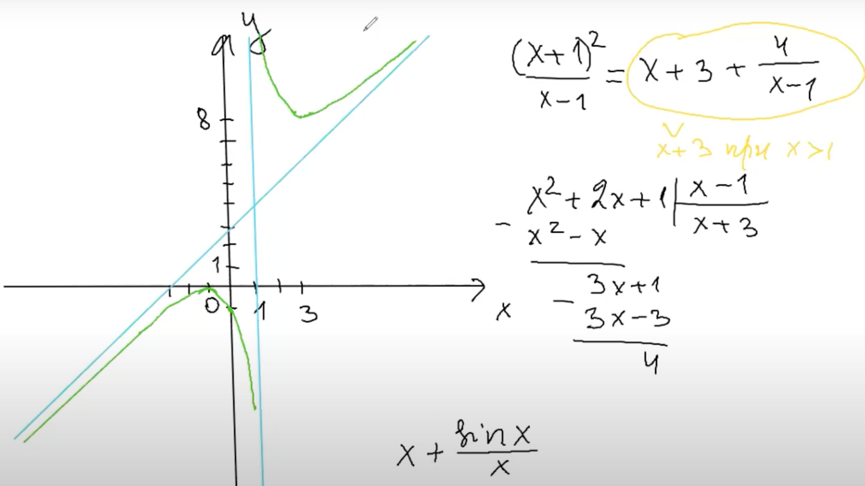 y
8
1
0 1 3 x
(x+1)² / (x-1) = x + 3 + 4 / (x-1)
∨
x+3 при x>1
- x² + 2x + 1 | x - 1
x² - x | x + 3
- 3x+1
3x-3
4
x + sin x / x